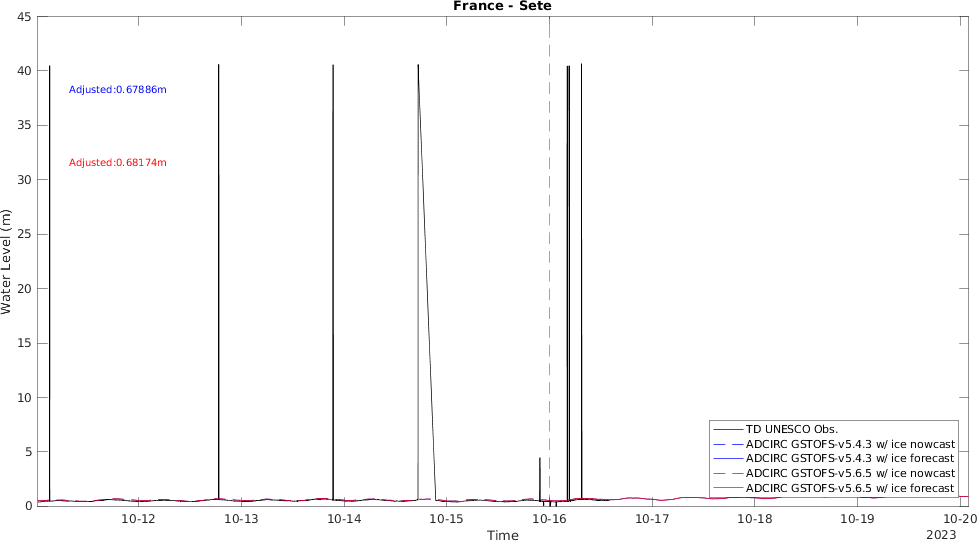 France - Sete
45
40
35
30
25
20
15
10
5
0
Water Level (m)
Adjusted:0.67886m
Adjusted:0.68174m
TD UNESCO Obs.
ADCIRC GSTOFS-v5.4.3 w/ ice nowcast
ADCIRC GSTOFS-v5.4.3 w/ ice forecast
ADCIRC GSTOFS-v5.6.5 w/ ice nowcast
ADCIRC GSTOFS-v5.6.5 w/ ice forecast
10-12 10-13 10-14 10-15 10-16 10-17 10-18 10-19 10-20
Time
2023